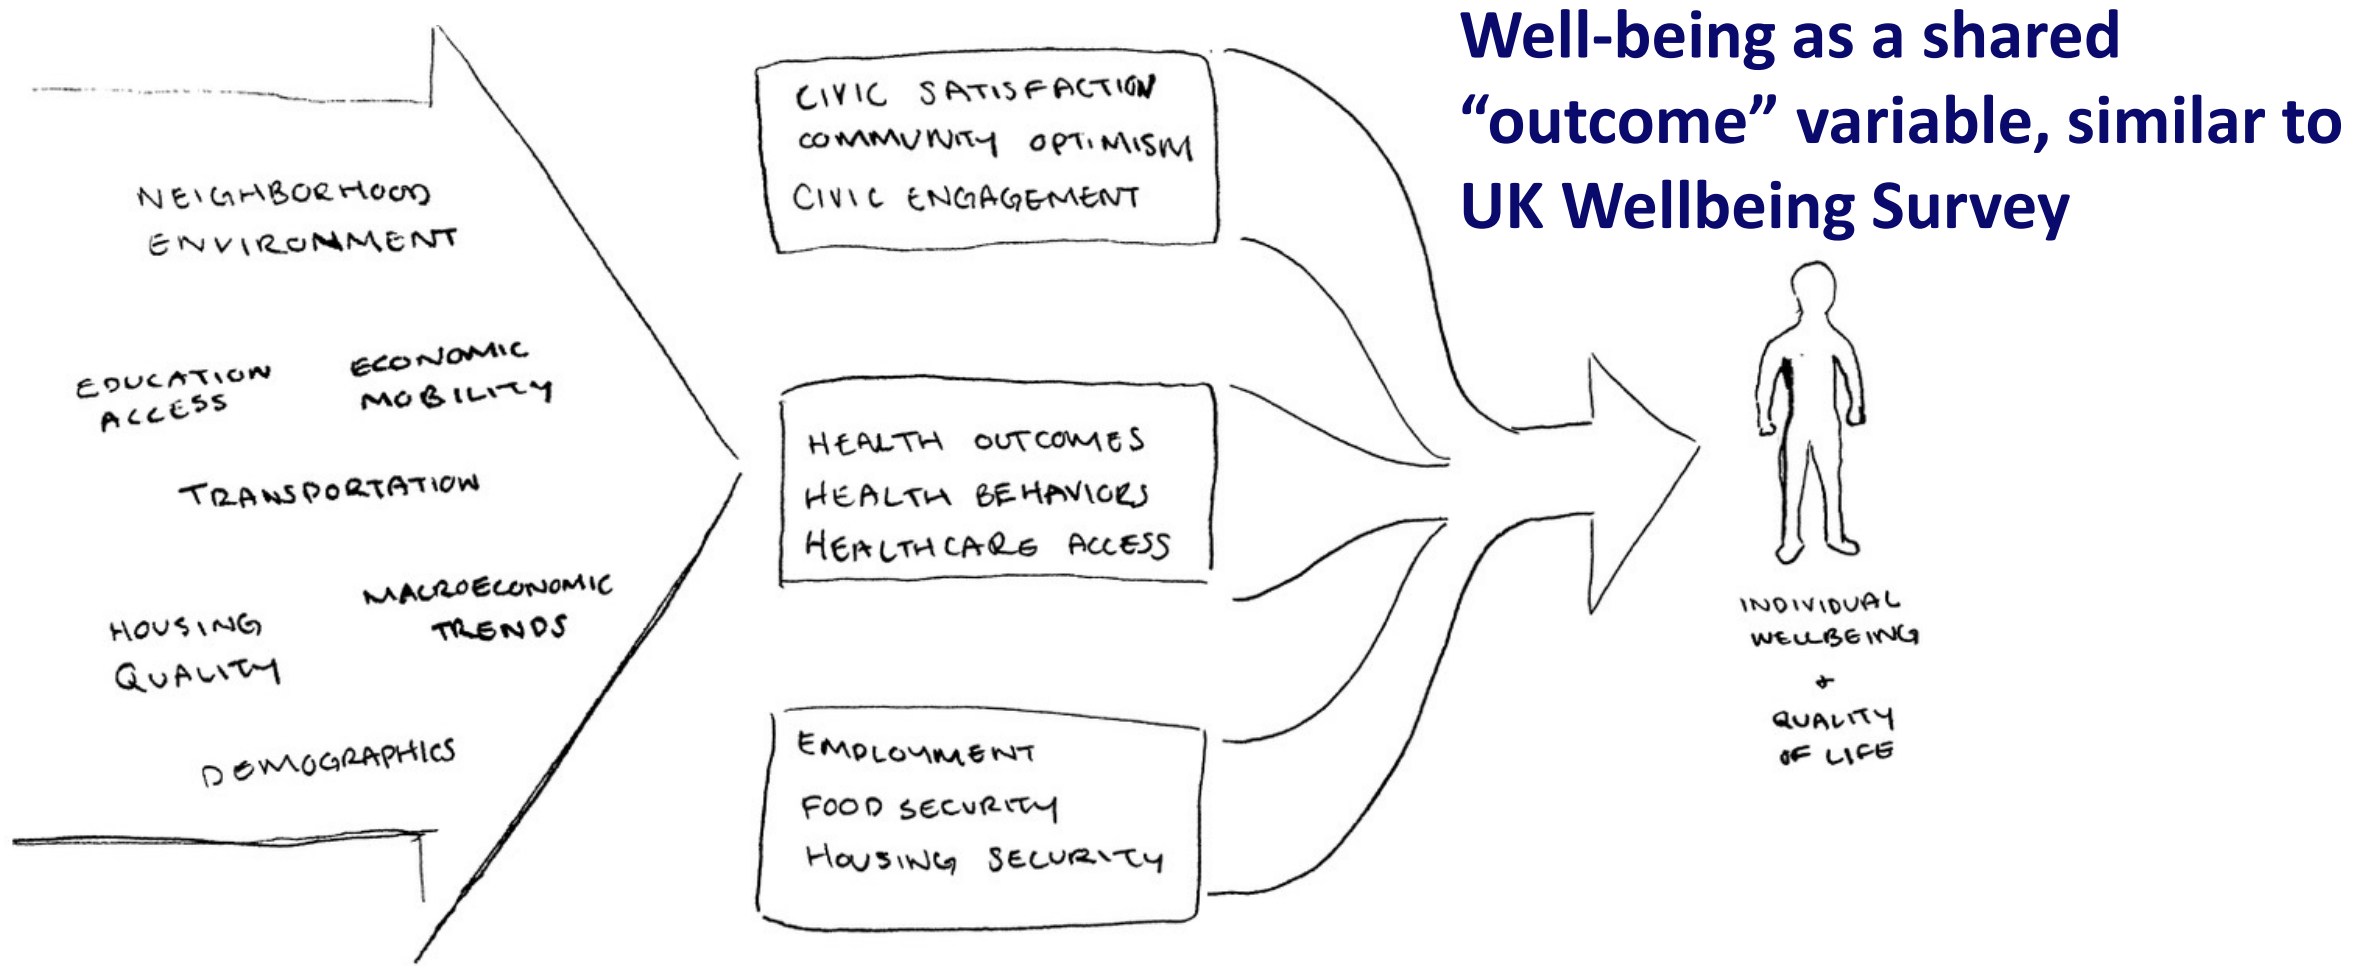 Well-being as a shared
“outcome” variable, similar to
UK Wellbeing Survey
NEIGHBORHOOD
ENVIRONMENT
EDUCATION
ACCESS
ECONOMIC
MOBILITY
TRANSPORTATION
HOUSING
QUALITY
MACROECONOMIC
TRENDS
DEMOGRAPHICS
CIVIC SATISFACTION
COMMUNITY OPTIMISM
CIVIC ENGAGEMENT
HEALTH OUTCOMES
HEALTH BEHAVIORS
HEALTHCARE ACCESS
EMPLOYMENT
FOOD SECURITY
HOUSING SECURITY
INDIVIDUAL
WELLBEING
+
QUALITY
OF LIFE